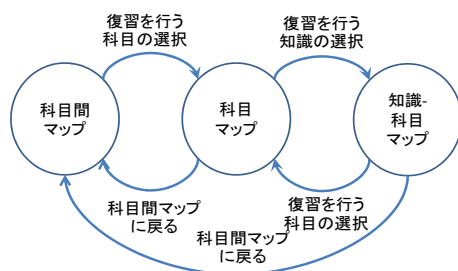 復習を行う
科目の選択
復習を行う
知識の選択
科目間
マップ
科目
マップ
知識-
科目
マップ
科目間マップ
に戻る
復習を行う
科目の選択
科目間マップ
に戻る